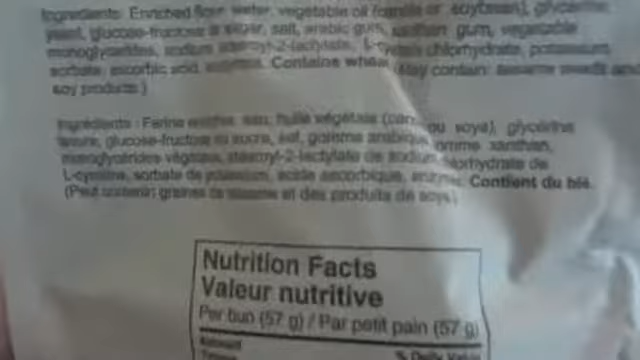 Ingredients: Enriched flour, water, vegetable oil (canola or soybean), glycerine,
yeast, glucose-fructose or sugar, salt, arabic gum, xanthan gum, vegetable
monoglycerides, sodium stearoyl-2-lactylate, L-cysteine chlorhydrate, potassium
sorbate, ascorbic acid, enzymes. Contains wheat. May contain: sesame seeds and
soy products.)
Ingrédients : Farine enrichie, eau, huile végétale (can ou soya), glycérine
levure, glucose-fructose ou sucre, sel, gomme arabique, omme xanthan,
monoglycérides végétaux, stéaroyl-2-lactylate de sodium, chlorhydrate de
L-cystéine, sorbate de potassium, acide ascorbique, enzymes. Contient du blé.
(Peut contenir: graines de sésame et des produits de soya)
Nutrition Facts
Valeur nutritive
Per bun (57 g) / Par petit pain (57 g)
Amount
% Daily Value
Teneur